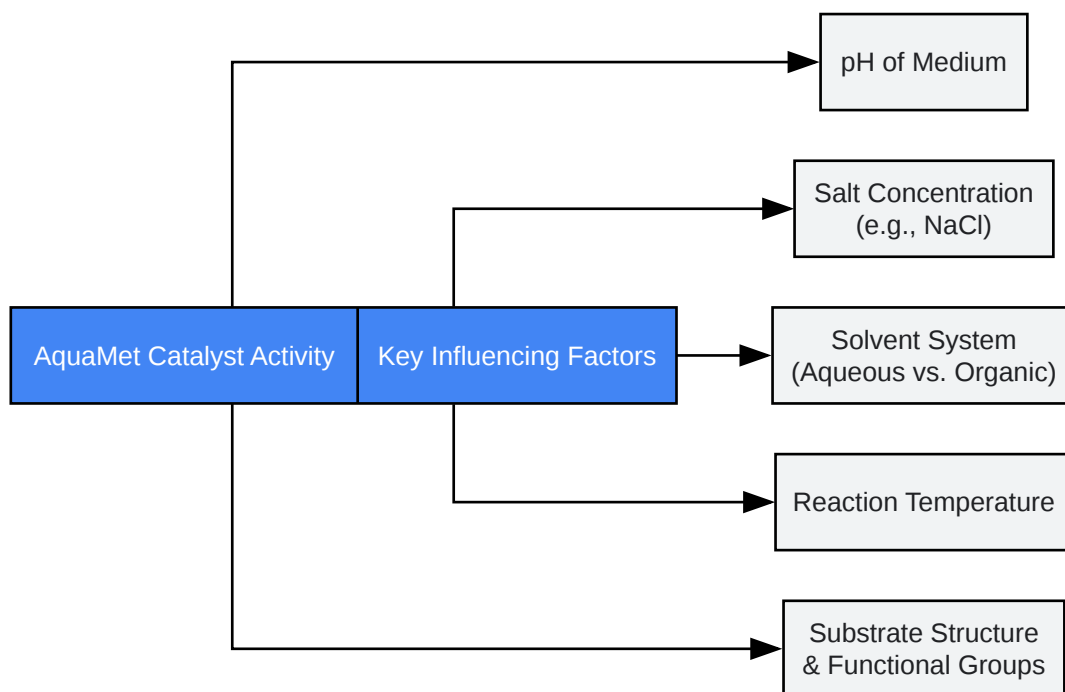 pH of Medium
Salt Concentration
(e.g., NaCl)
AquaMet Catalyst Activity
Key Influencing Factors
Solvent System
(Aqueous vs. Organic)
Reaction Temperature
Substrate Structure
& Functional Groups